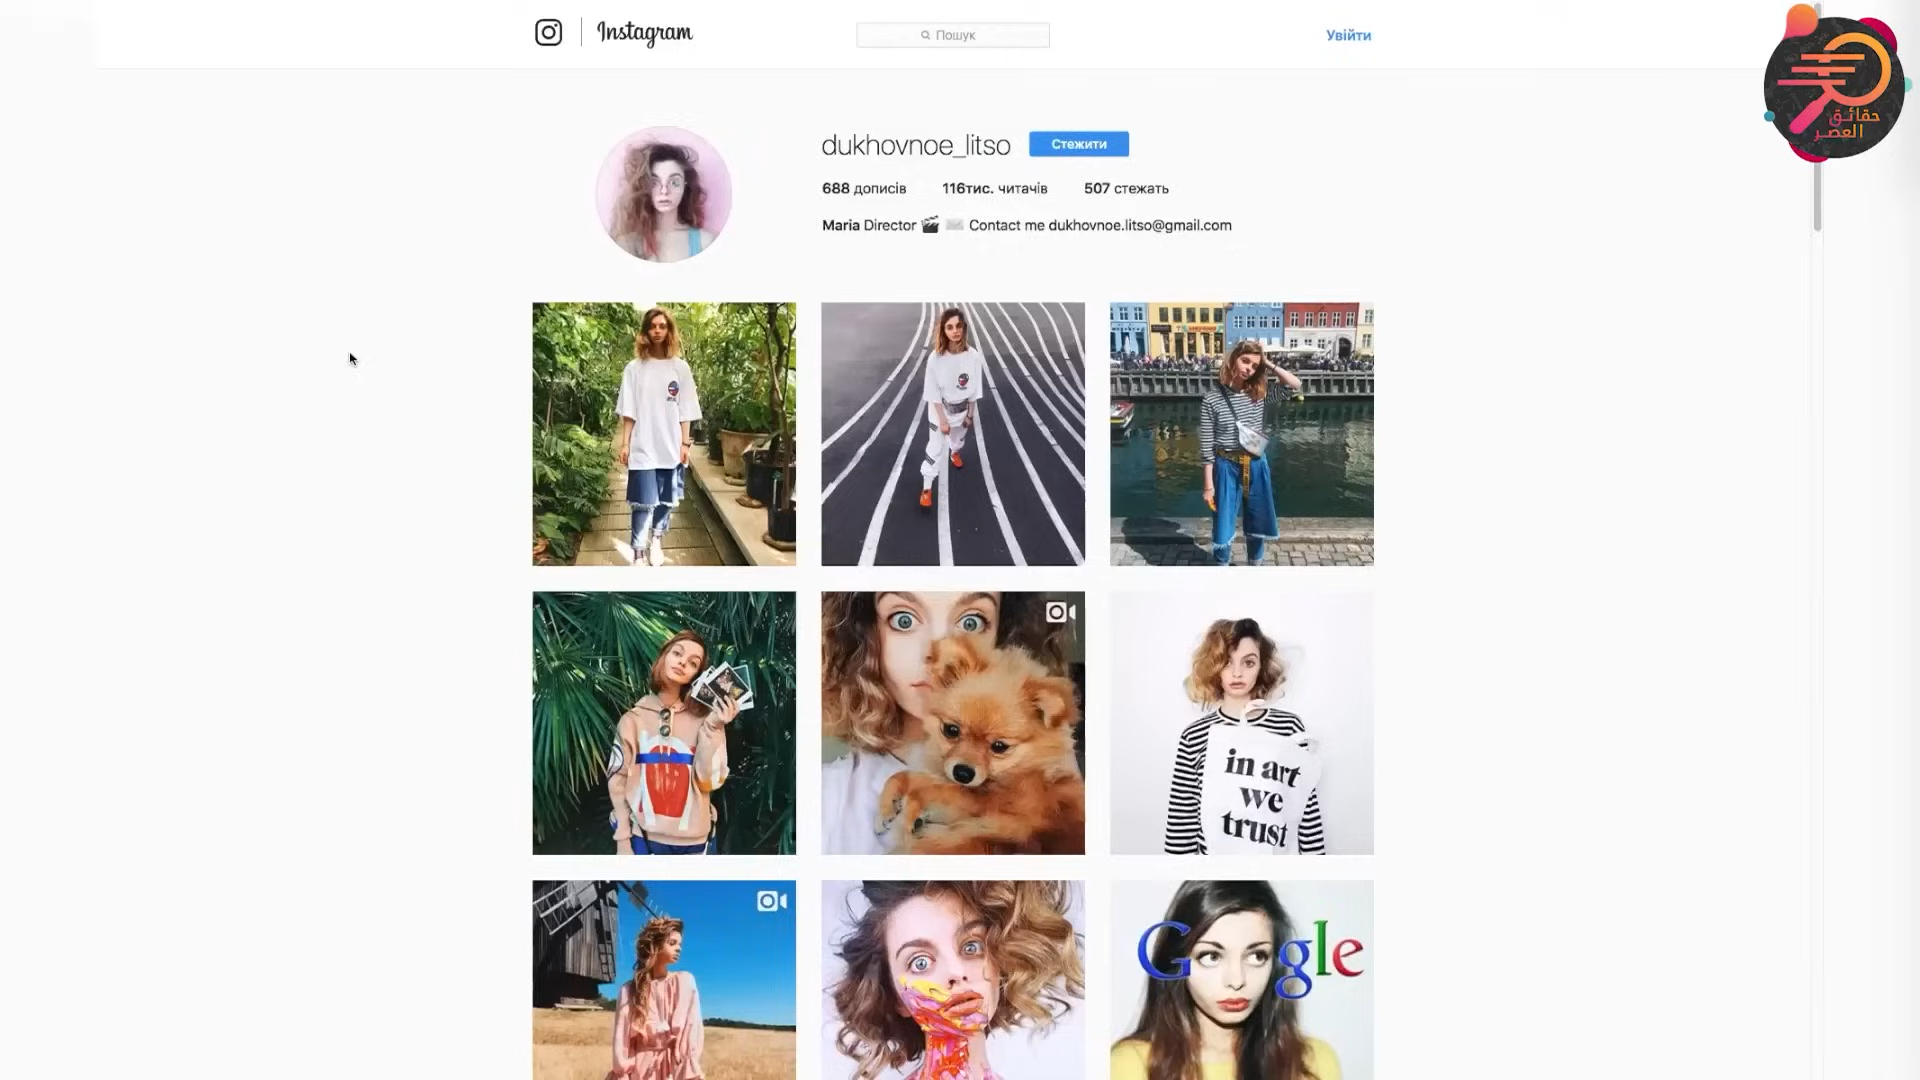 Instagram
Пошук
Увійти
حقائق
العصر
dukhovnoe_litso
Стежити
688 дописів 116тис. читачів 507 стежать
Maria Director Contact me dukhovnoe.litso@gmail.com
in art
we
trust
Google